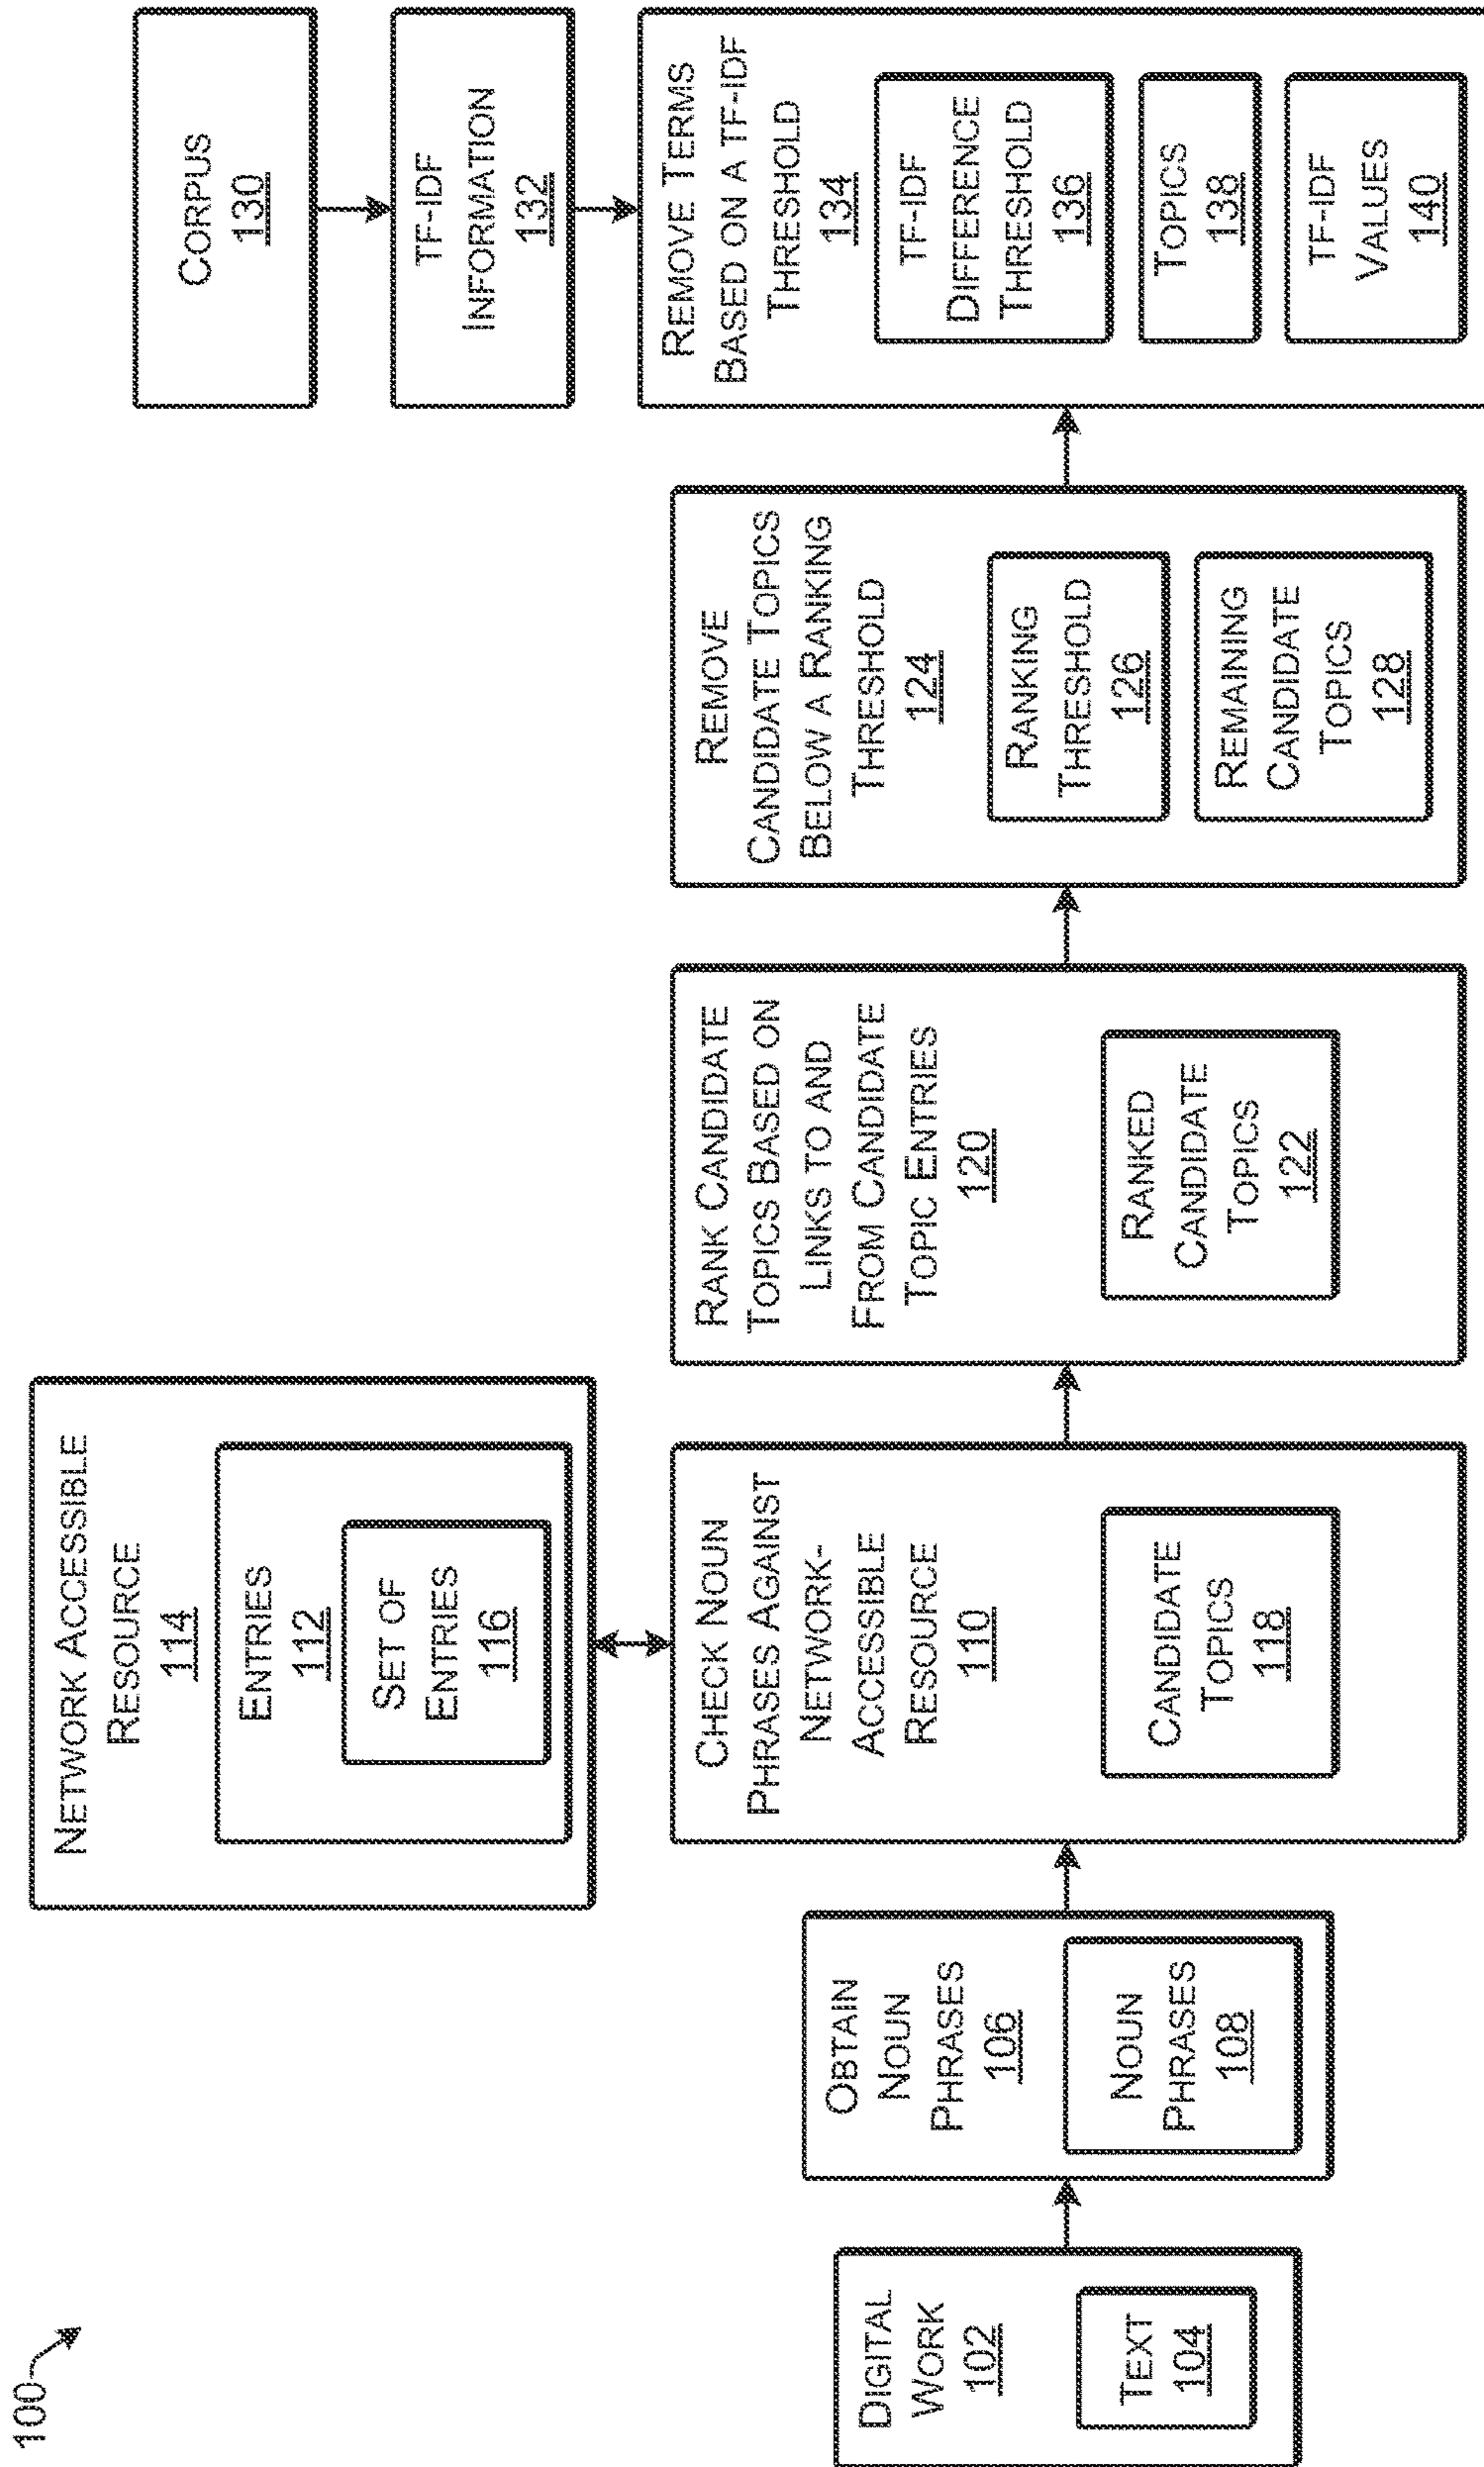 100
DIGITAL
WORK
102
TEXT
104
OBTAIN
NOUN
PHRASES
106
NOUN
PHRASES
108
NETWORK ACCESSIBLE
RESOURCE
114
ENTRIES
112
SET OF
ENTRIES
116
CHECK NOUN
PHRASES AGAINST
NETWORK-
ACCESSIBLE
RESOURCE
110
CANDIDATE
TOPICS
118
RANK CANDIDATE
TOPICS BASED ON
LINKS TO AND
FROM CANDIDATE
TOPIC ENTRIES
120
RANKED
CANDIDATE
TOPICS
122
REMOVE
CANDIDATE TOPICS
BELOW A RANKING
THRESHOLD
124
RANKING
THRESHOLD
126
REMAINING
CANDIDATE
TOPICS
128
CORPUS
130
TF-IDF
INFORMATION
132
REMOVE TERMS
BASED ON A TF-IDF
THRESHOLD
134
TF-IDF
DIFFERENCE
THRESHOLD
136
TOPICS
138
TF-IDF
VALUES
140